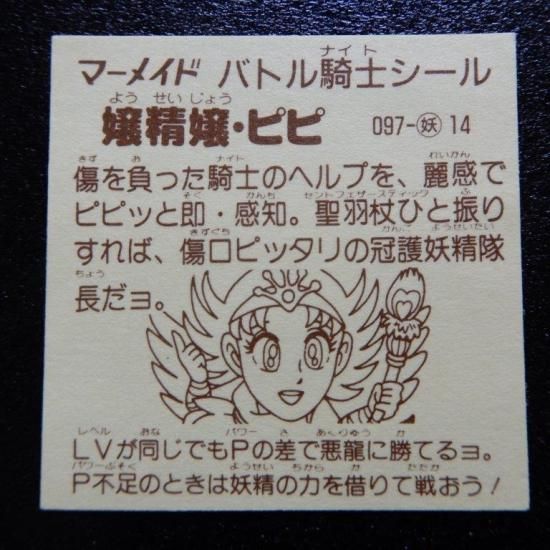 マーメイド バトル騎士シール
嬢精嬢・ピピ 097-妖14
傷を負った騎士のヘルプを、麗感で
ピピッと即・感知。聖羽杖ひと振り
すれば、傷口ピッタリの冠護妖精隊
長だョ。
LVが同じでもPの差で悪龍に勝てるョ。
P不足のときは妖精の力を借りて戦おう!